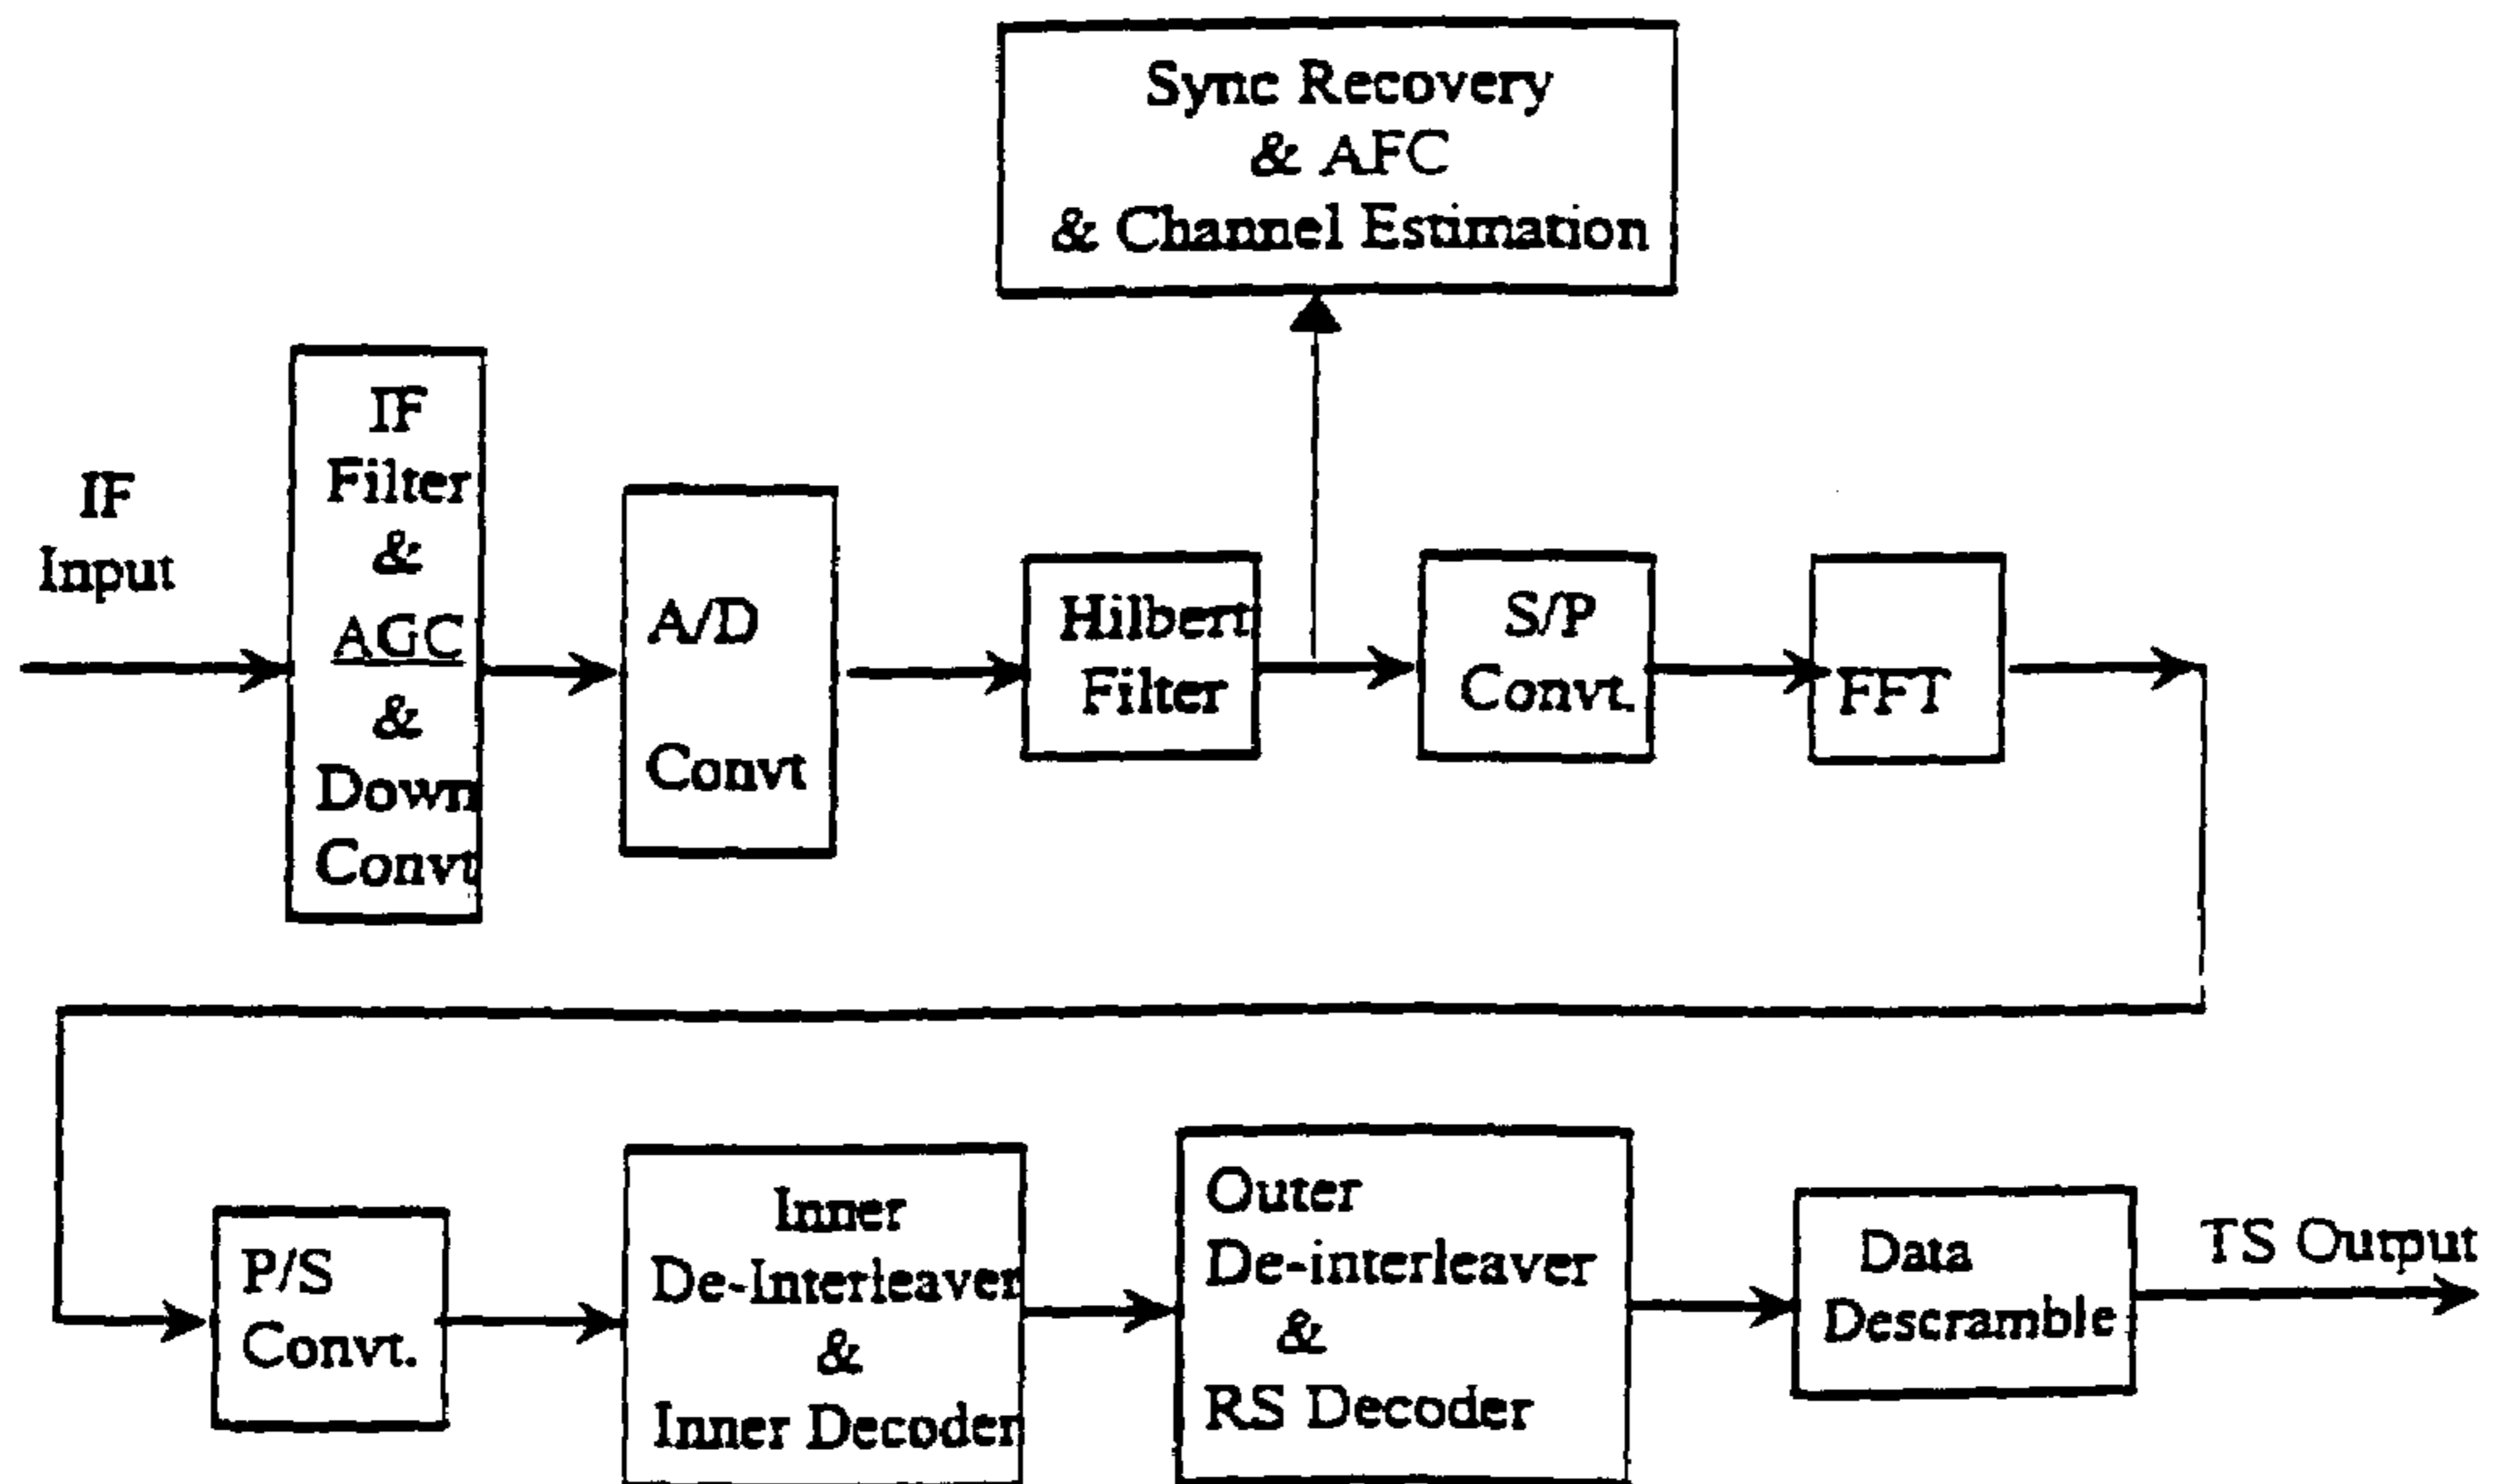 Sync Recovery
& AFC
& Channel Estimation
IF
Input
IF
Filter
&
AGC
&
Down
Convt
A/D
Convt
Hilbert
Filter
S/P
Convt.
FFT
P/S
Convt.
Inner
De-Interleaver
&
Inner Decoder
Outer
De-interleaver
&
RS Decoder
Data
Descramble
TS Output